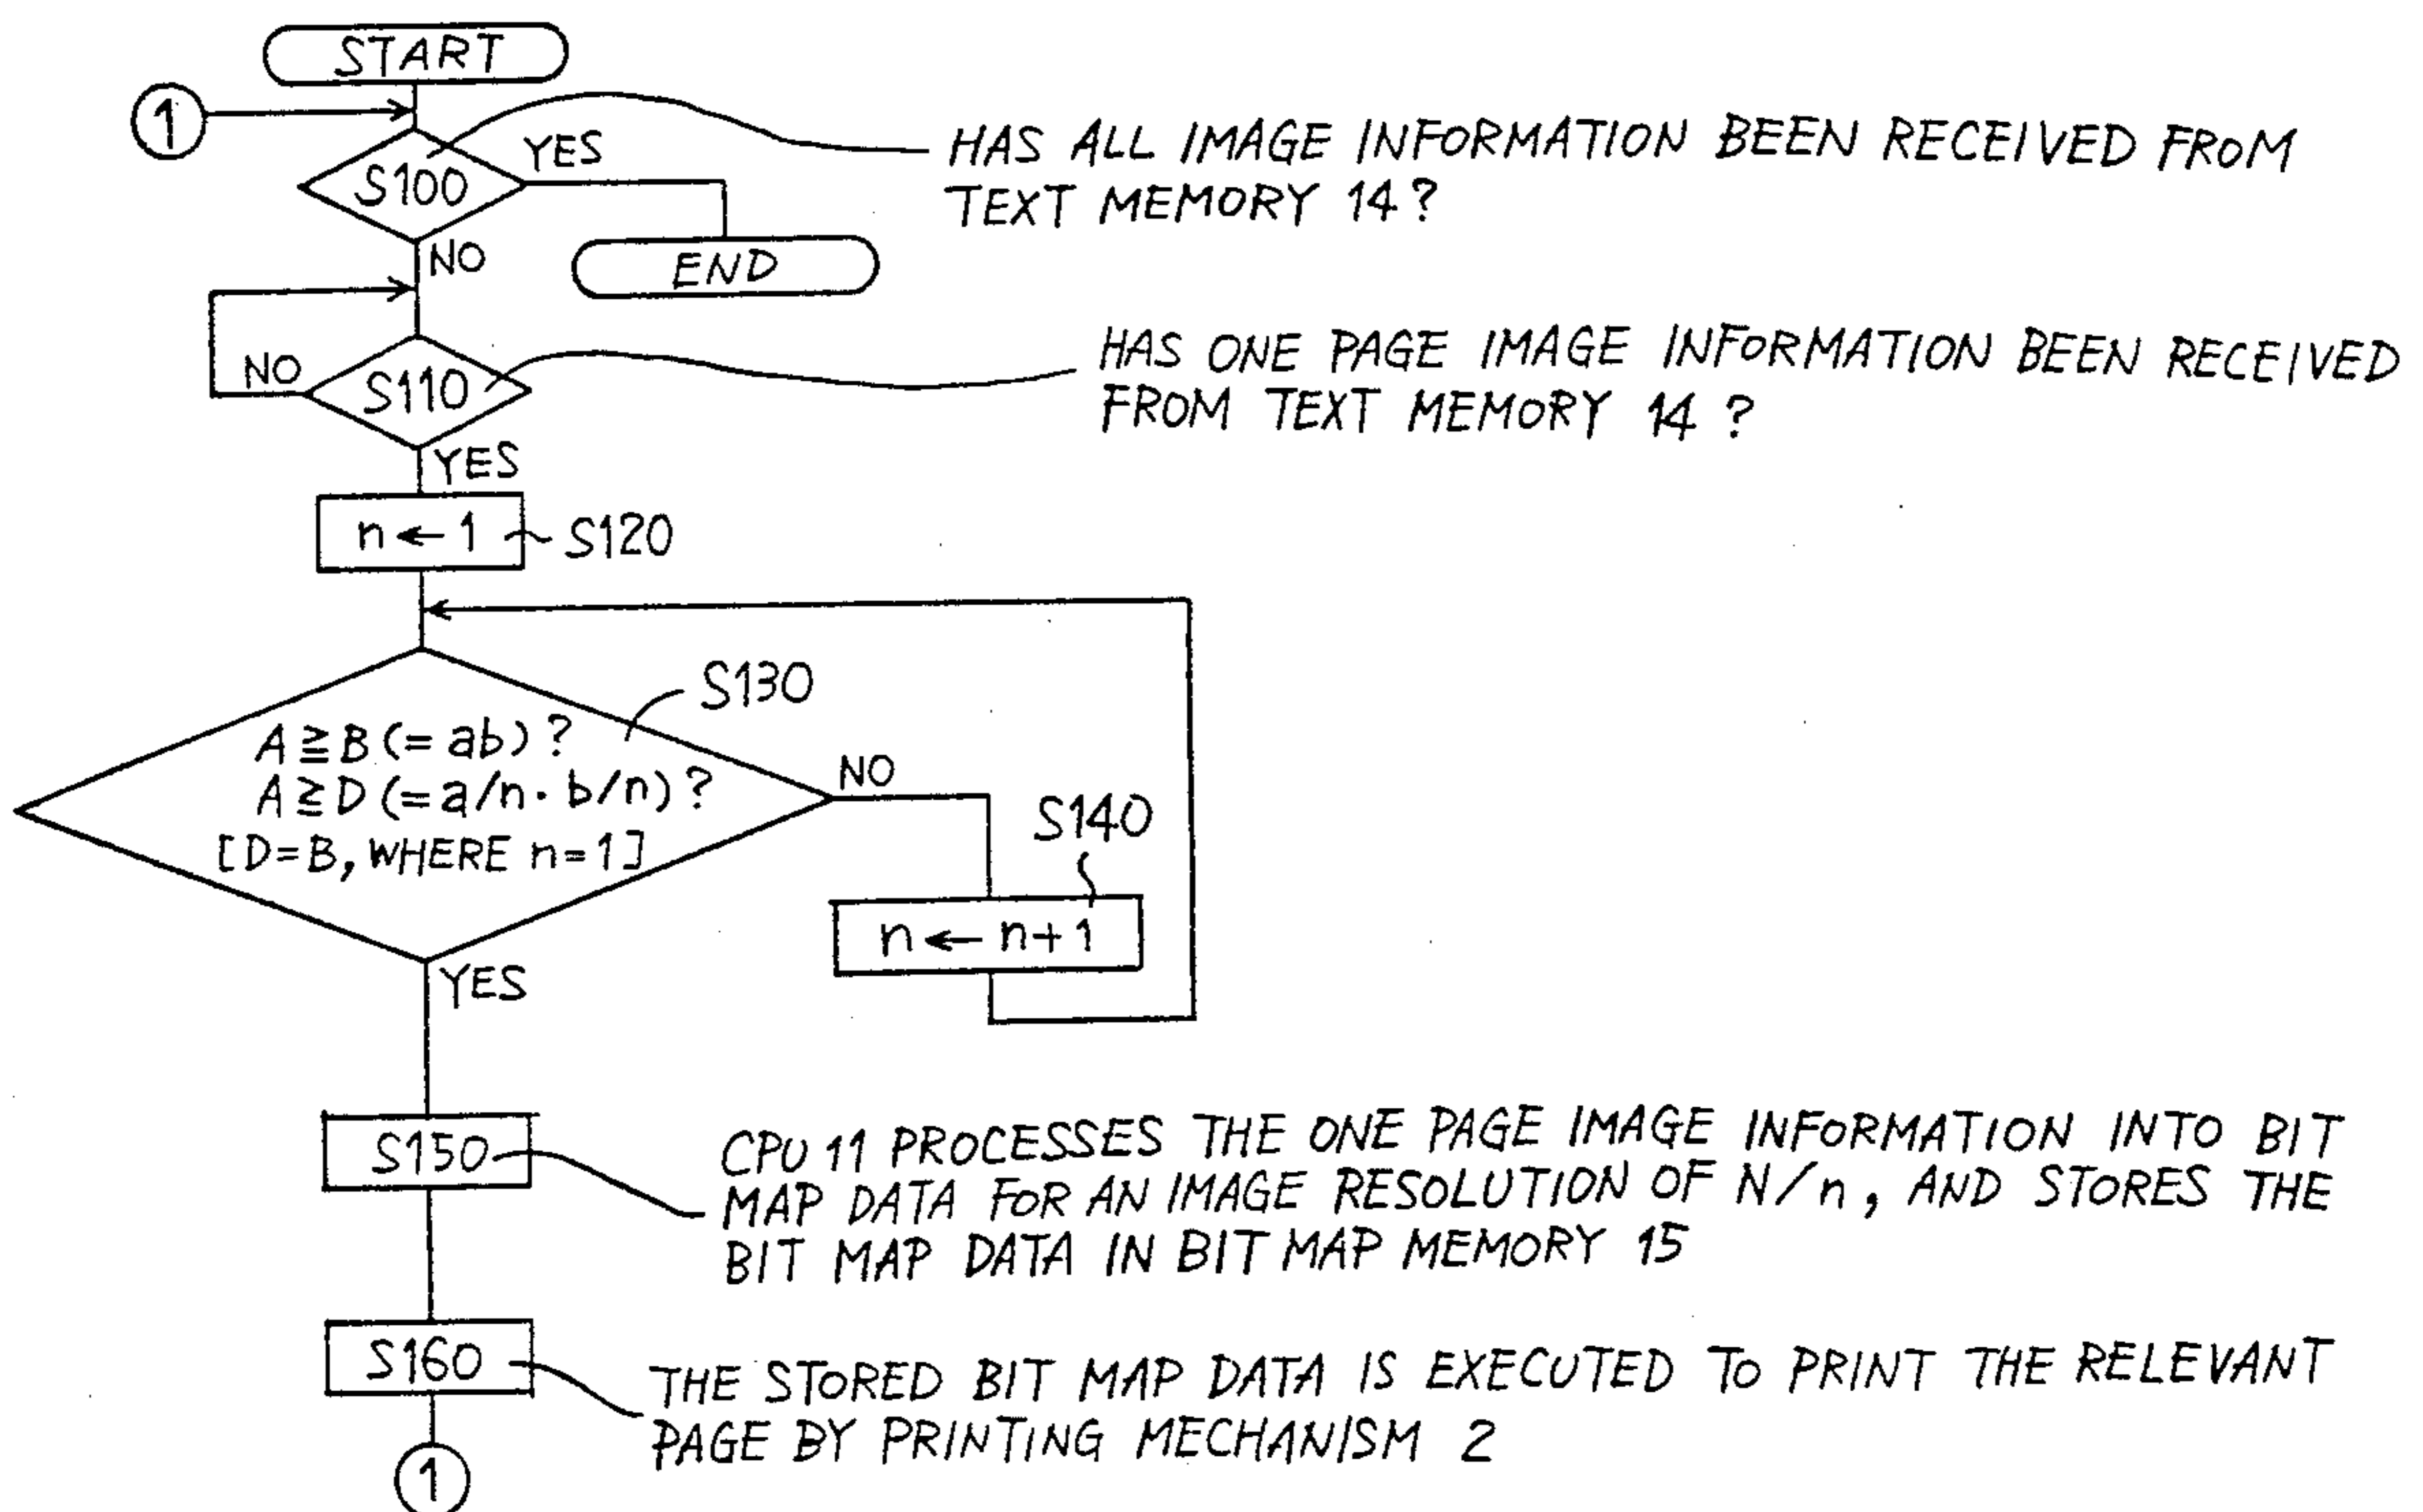 START
1
YES
S100
HAS ALL IMAGE INFORMATION BEEN RECEIVED FROM
TEXT MEMORY 14?
NO
END
NO
S110
HAS ONE PAGE IMAGE INFORMATION BEEN RECEIVED
FROM TEXT MEMORY 14 ?
YES
n ← 1
S120
S130
A ≧ B (= ab) ?
A ≧ D (= a/n · b/n) ?
[D=B, WHERE n=1]
NO
S140
n ← n+1
YES
S150
CPU 11 PROCESSES THE ONE PAGE IMAGE INFORMATION INTO BIT
MAP DATA FOR AN IMAGE RESOLUTION OF N/n, AND STORES THE
BIT MAP DATA IN BIT MAP MEMORY 15
S160
THE STORED BIT MAP DATA IS EXECUTED TO PRINT THE RELEVANT
PAGE BY PRINTING MECHANISM 2
1